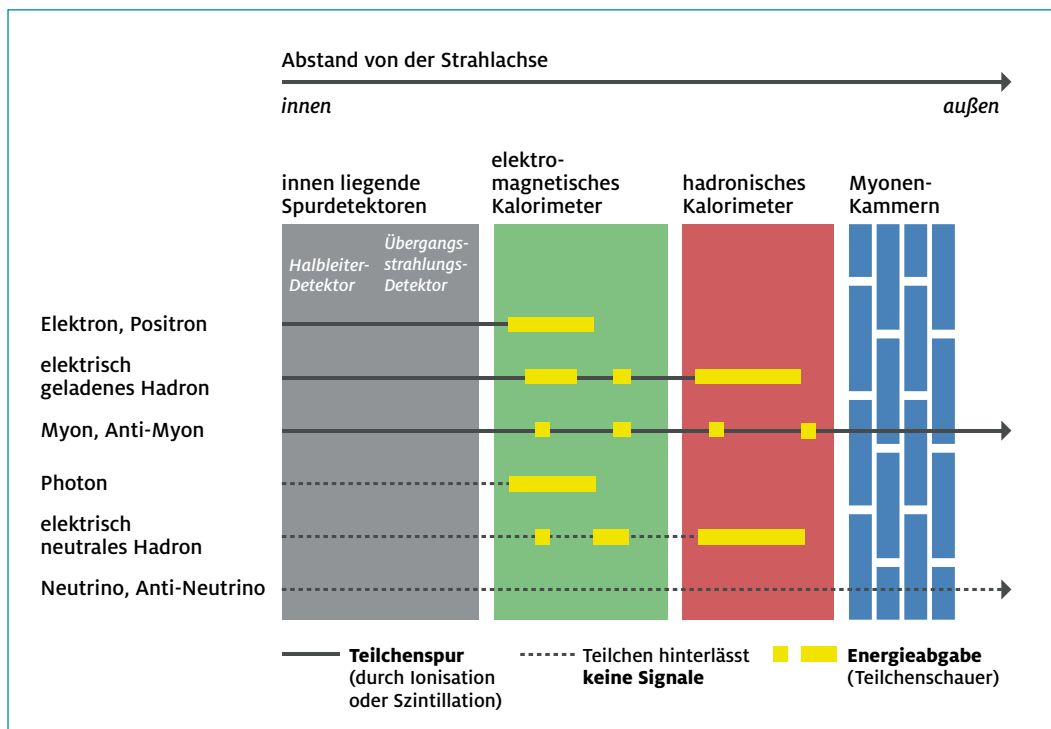 Abstand von der Strahlachse
innen
außen
innen liegende
Spurdetektoren
elektro-
magnetisches
Kalorimeter
hadronisches
Kalorimeter
Myonen-
Kammern
Halbleiter-
Detektor
Übergangs-
strahlungs-
Detektor
Elektron, Positron
elektrisch
geladenes Hadron
Myon, Anti-Myon
Photon
elektrisch
neutrales Hadron
Neutrino, Anti-Neutrino
Teilchenspur
(durch Ionisation
oder Szintillation)
Teilchen hinterlässt
keine Signale
Energieabgabe
(Teilchenschauer)